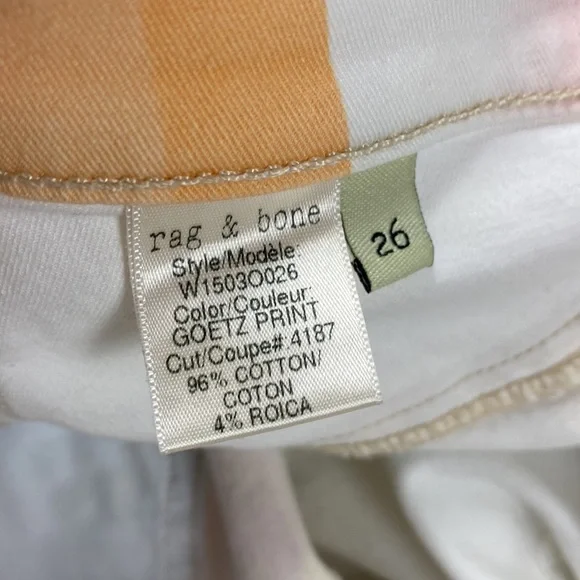 rag & bone
Style/Modèle:
W1503O026
Color/Couleur:
GOETZ PRINT
Cut/Coupe#: 4187
96% COTTON/
COTON
4% ROICA
26